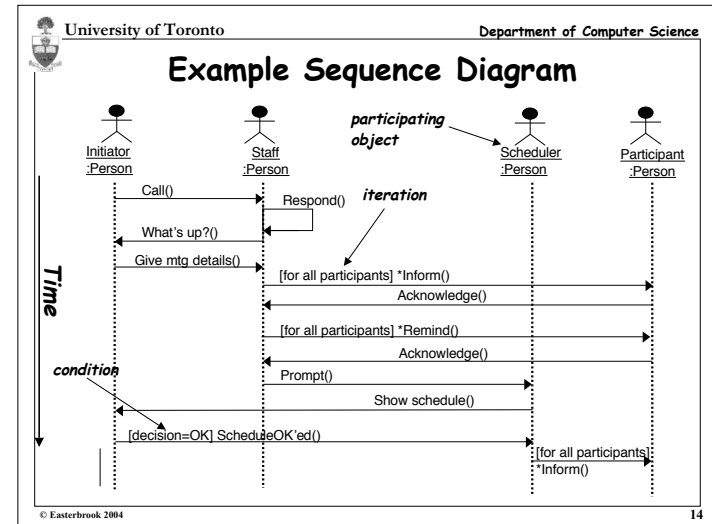 University of Toronto
Department of Computer Science
Example Sequence Diagram
participating
object
Initiator
:Person
Staff
:Person
Scheduler
:Person
Participant
:Person
Call()
Respond()
iteration
What's up?()
Give mtg details()
[for all participants] *Inform()
Acknowledge()
Time
[for all participants] *Remind()
Acknowledge()
condition
Prompt()
Show schedule()
[decision=OK] ScheduleOK'ed()
[for all participants]
*Inform()
© Easterbrook 2004
14